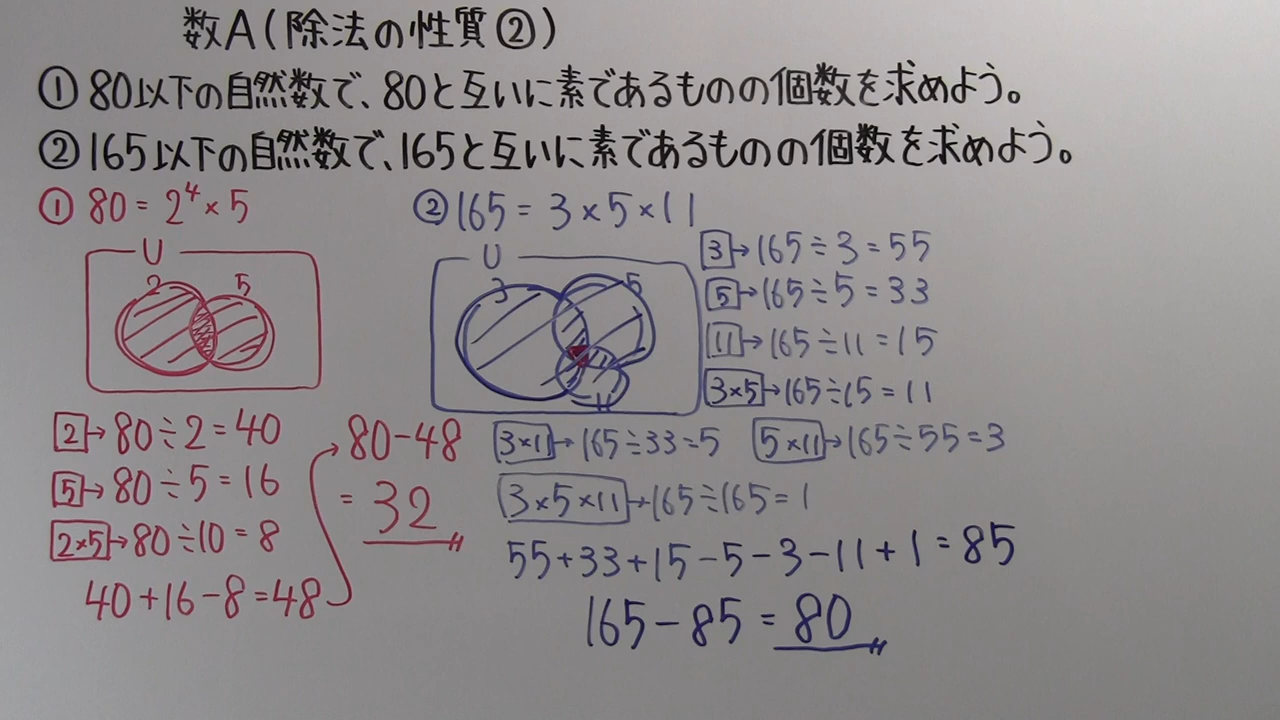 数A(除法の性質②)
①80以下の自然数で、80と互いに素であるものの個数を求めよう。
②165以下の自然数で、165と互いに素であるものの個数を求めよう。
① 80 = 2⁴ × 5
U
2 5
2 → 80÷2=40
5 → 80÷5=16
2×5 → 80÷10=8
40+16-8=48
80-48
= 32
② 165 = 3×5×11
U
3 5
11
3 → 165÷3=55
5 → 165÷5=33
11 → 165÷11=15
3×5 → 165÷15=11
3×11 → 165÷33=5 5×11 → 165÷55=3
3×5×11 → 165÷165=1
55+33+15-5-3-11+1=85
165-85=80